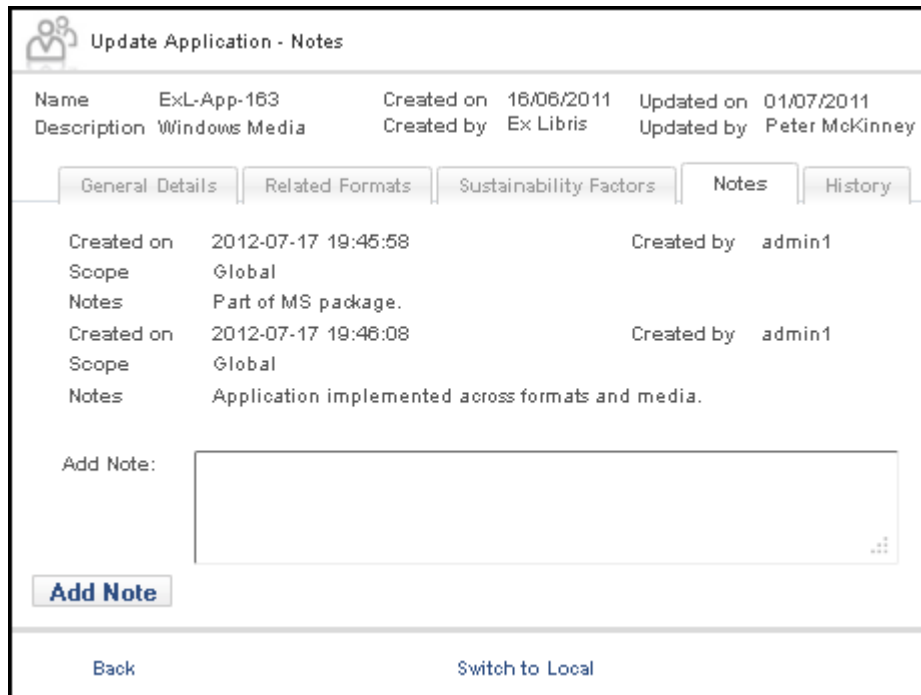 Update Application - Notes
Name ExL-App-163 Created on 16/06/2011 Updated on 01/07/2011
Description Windows Media Created by Ex Libris Updated by Peter McKinney
General Details Related Formats Sustainability Factors Notes History
Created on 2012-07-17 19:45:58 Created by admin1
Scope Global
Notes Part of MS package.
Created on 2012-07-17 19:46:08 Created by admin1
Scope Global
Notes Application implemented across formats and media.
Add Note:
Add Note
Back Switch to Local